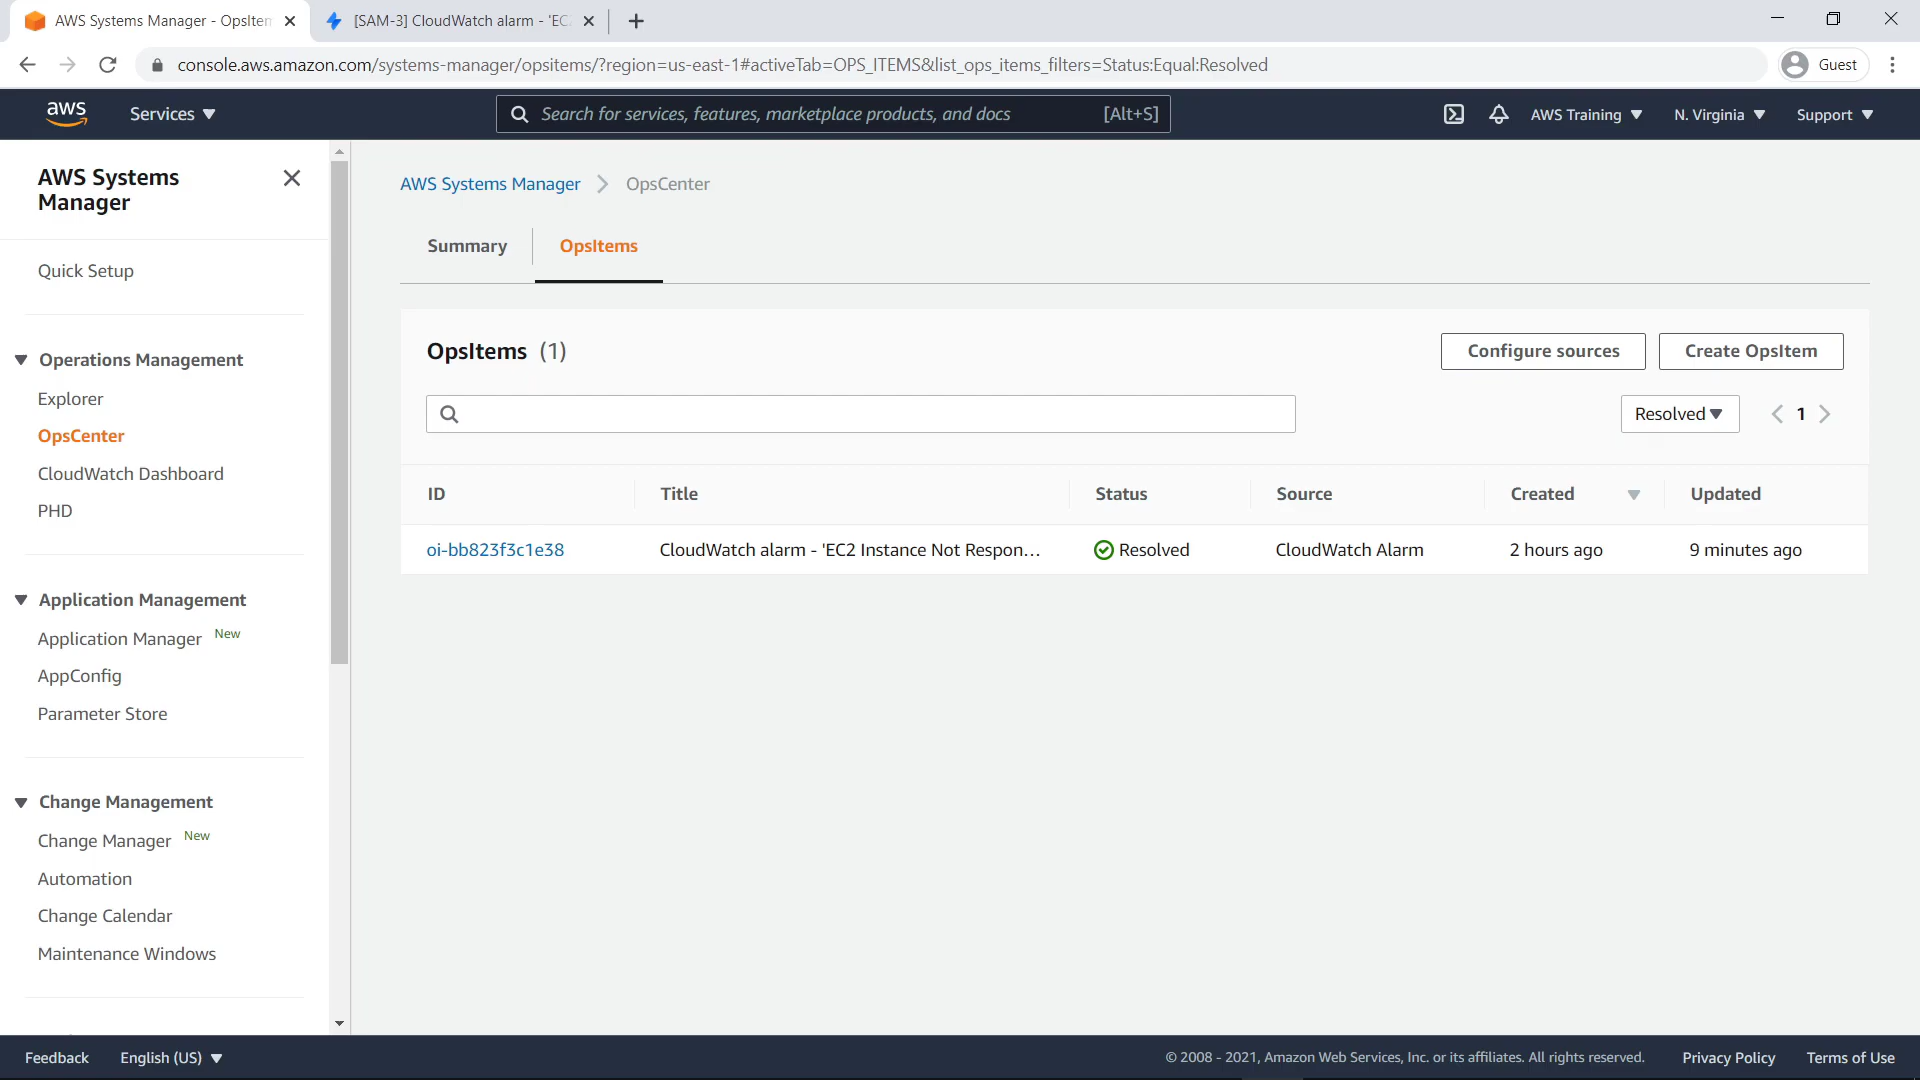 AWS Systems Manager - OpsItem
[SAM-3] CloudWatch alarm - 'EC
console.aws.amazon.com/systems-manager/opsitems/?region=us-east-1#activeTab=OPS_ITEMS&list_ops_items_filters=Status:Equal:Resolved
Guest
aws
Services
Search for services, features, marketplace products, and docs
[Alt+S]
AWS Training
N. Virginia
Support
AWS Systems
Manager
Quick Setup
Operations Management
Explorer
OpsCenter
CloudWatch Dashboard
PHD
Application Management
Application Manager New
AppConfig
Parameter Store
Change Management
Change Manager New
Automation
Change Calendar
Maintenance Windows
AWS Systems Manager
OpsCenter
Summary
OpsItems
OpsItems (1)
Configure sources
Create OpsItem
Resolved
1
ID
Title
Status
Source
Created
Updated
oi-bb823f3c1e38
CloudWatch alarm - 'EC2 Instance Not Respon...
Resolved
CloudWatch Alarm
2 hours ago
9 minutes ago
Feedback
English (US)
© 2008 - 2021, Amazon Web Services, Inc. or its affiliates. All rights reserved.
Privacy Policy
Terms of Use